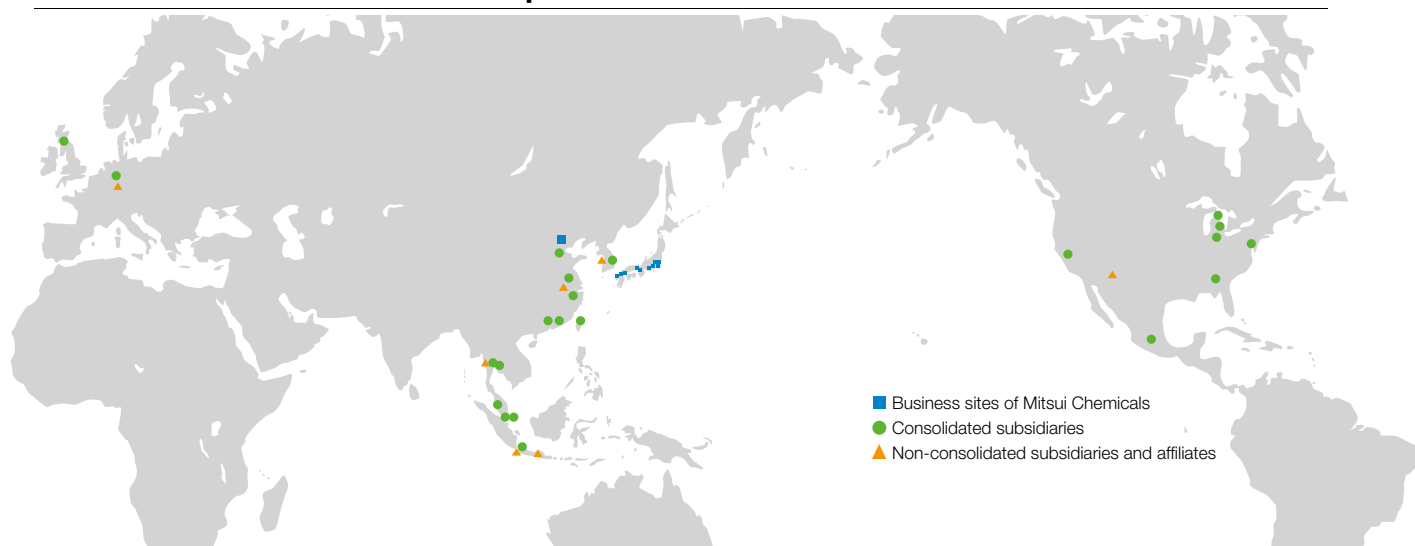 Business sites of Mitsui Chemicals
Consolidated subsidiaries
Non-consolidated subsidiaries and affiliates